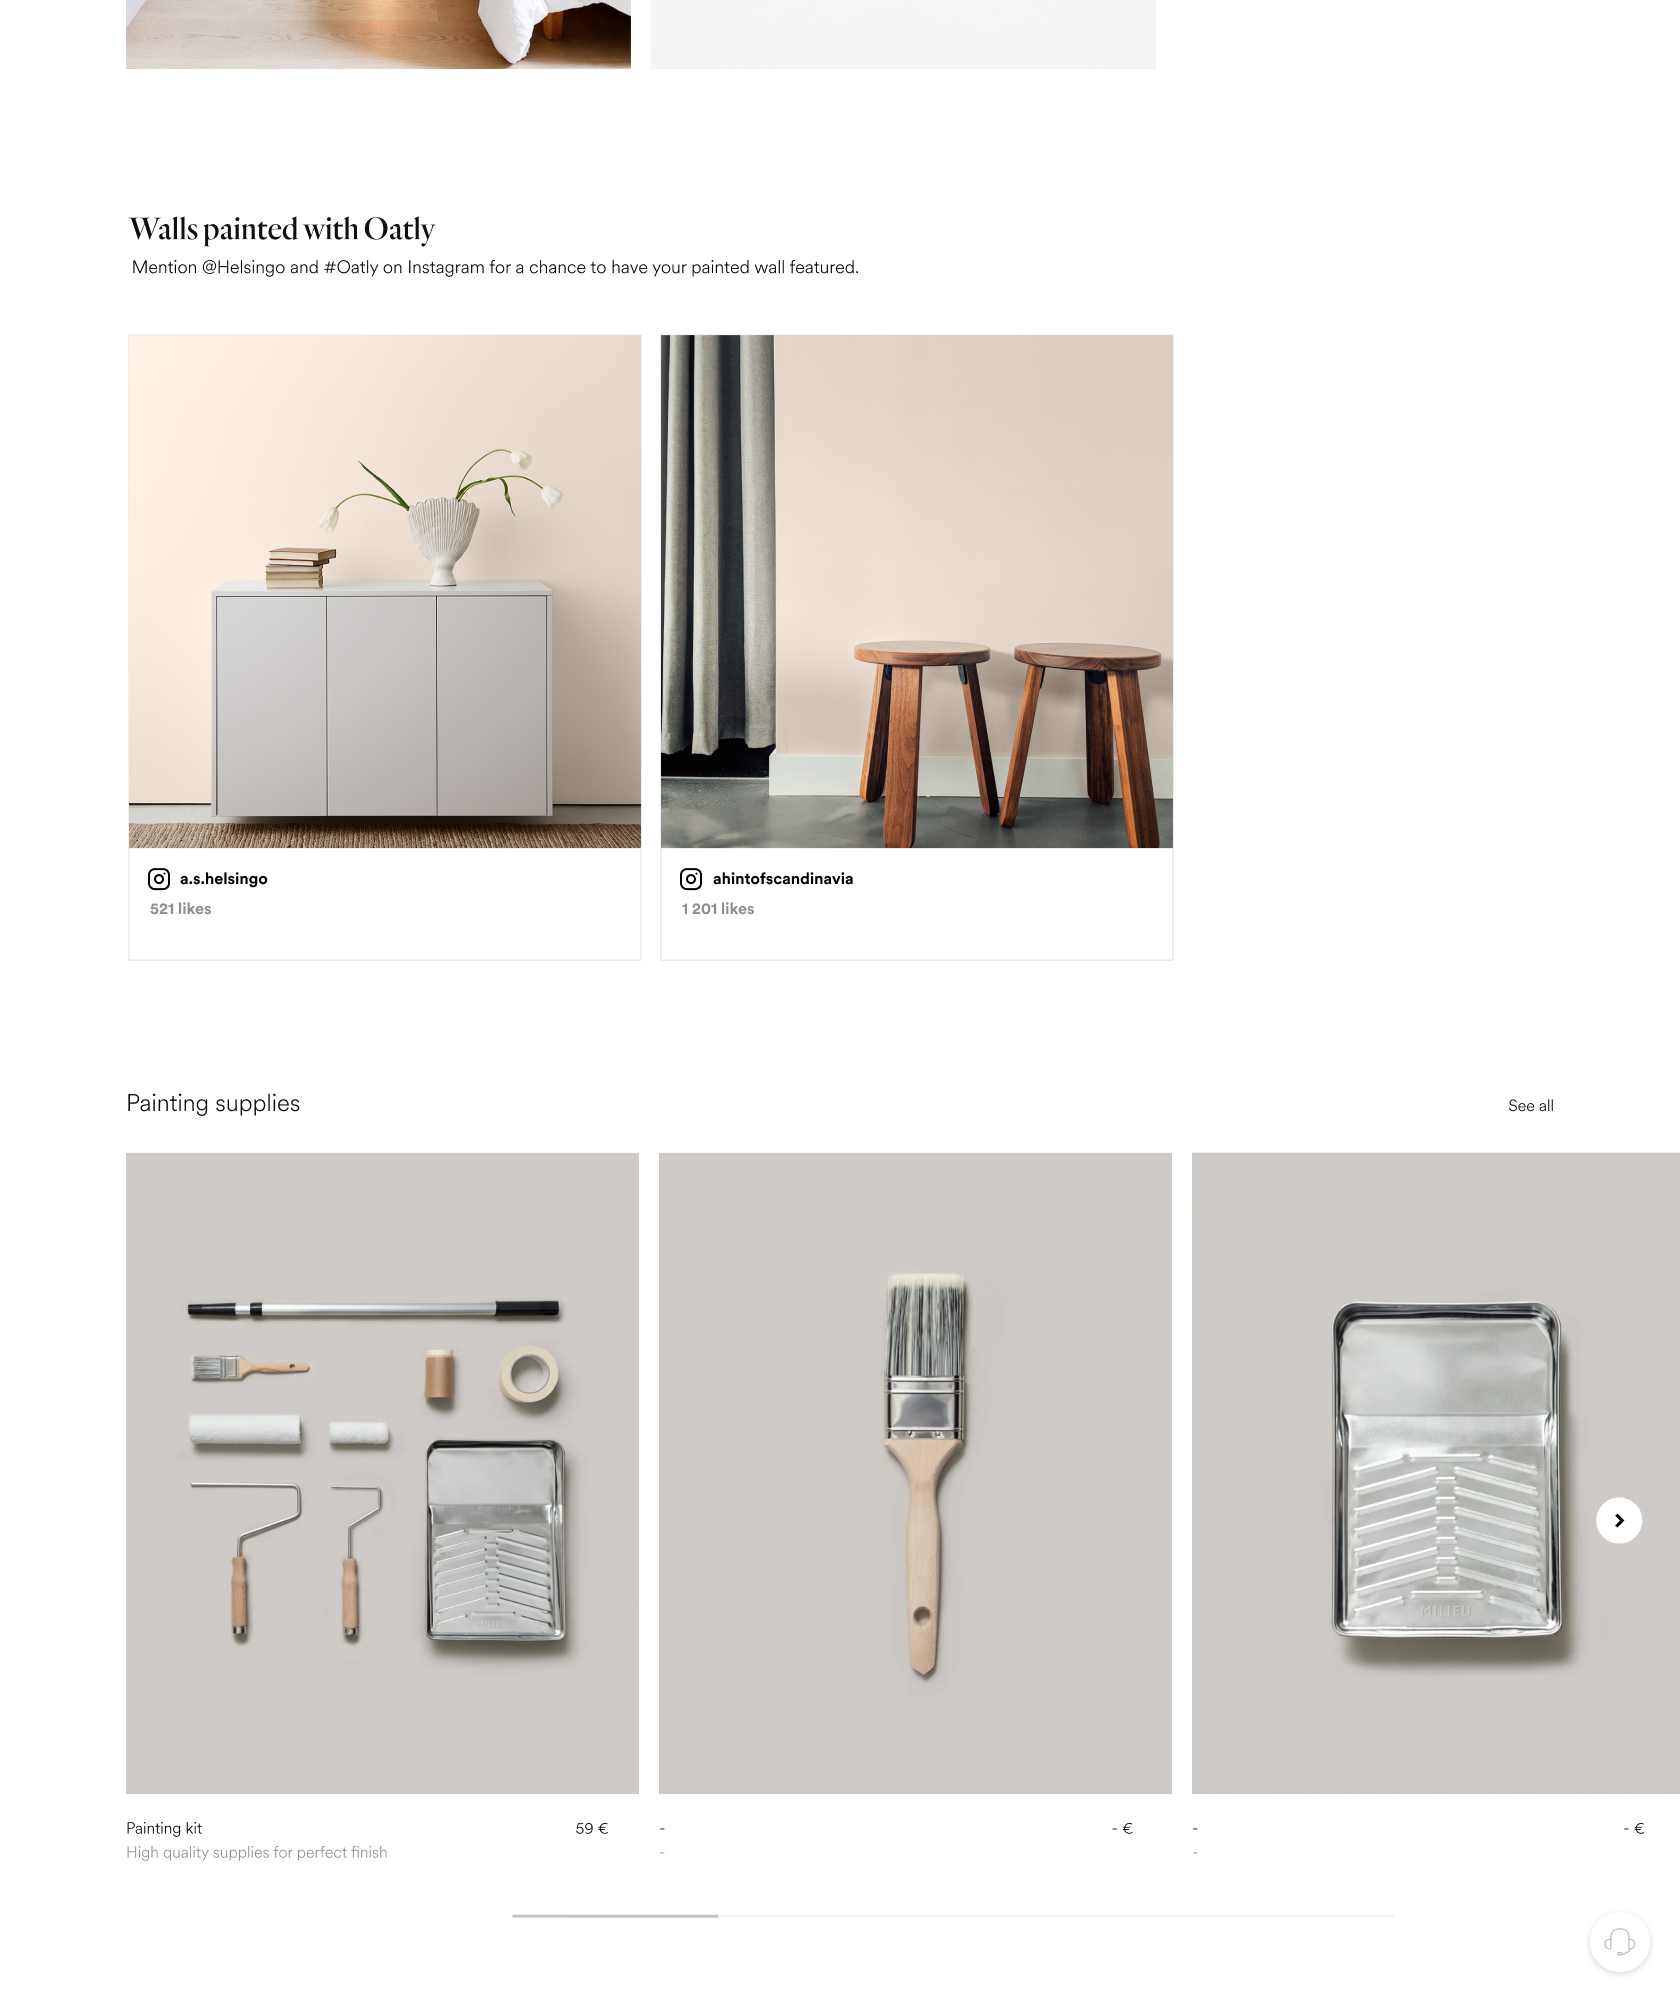 Walls painted with Oatly
Mention @Helsingo and #Oatly on Instagram for a chance to have your painted wall featured.
a.s.helsingo
521 likes
ahintofscandinavia
1 201 likes
Painting supplies
See all
MILIEU
Painting kit
59 €
High quality supplies for perfect finish
-
- €
-
-
- €
-